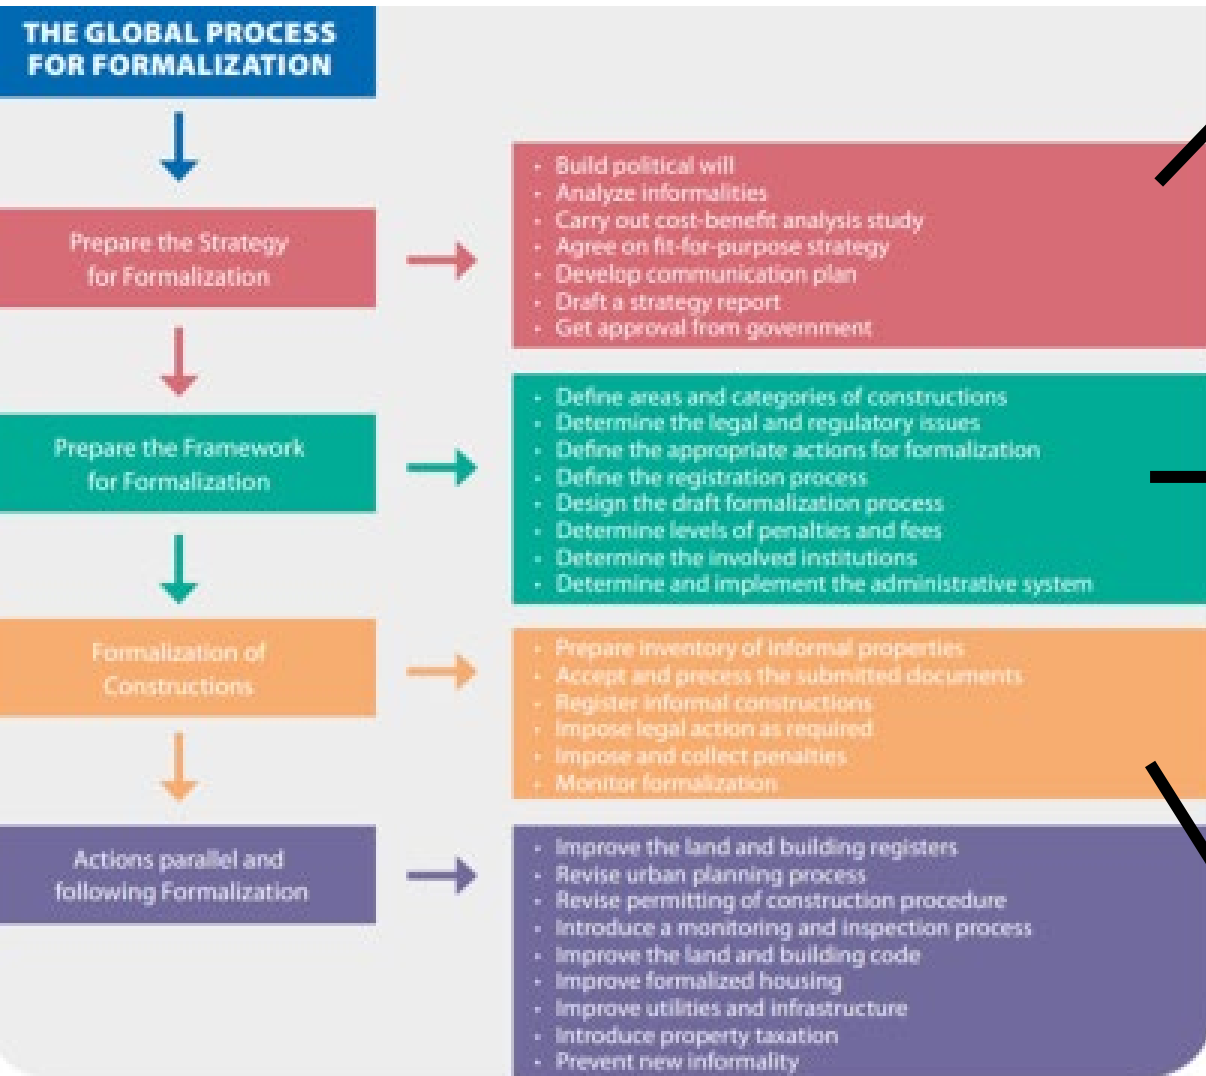 THE GLOBAL PROCESS
FOR FORMALIZATION
Prepare the Strategy
for Formalization
• Build political will
• Analyze informalities
• Carry out cost-benefit analysis study
• Agree on fit-for-purpose strategy
• Develop communication plan
• Draft a strategy report
• Get approval from government
Prepare the Framework
for Formalization
• Define areas and categories of constructions
• Determine the legal and regulatory issues
• Define the appropriate actions for formalization
• Define the registration process
• Design the draft formalization process
• Determine levels of penalties and fees
• Determine the involved institutions
• Determine and implement the administrative system
Formalization of
Constructions
• Prepare inventory of informal properties
• Accept and precess the submitted documents
• Register informal constructions
• Impose legal action as required
• Impose and collect penalties
• Monitor formalization
Actions parallel and
following Formalization
• Improve the land and building registers
• Revise urban planning process
• Revise permitting of construction procedure
• Introduce a monitoring and inspection process
• Improve the land and building code
• Improve formalized housing
• Improve utilities and infrastructure
• Introduce property taxation
• Prevent new informality